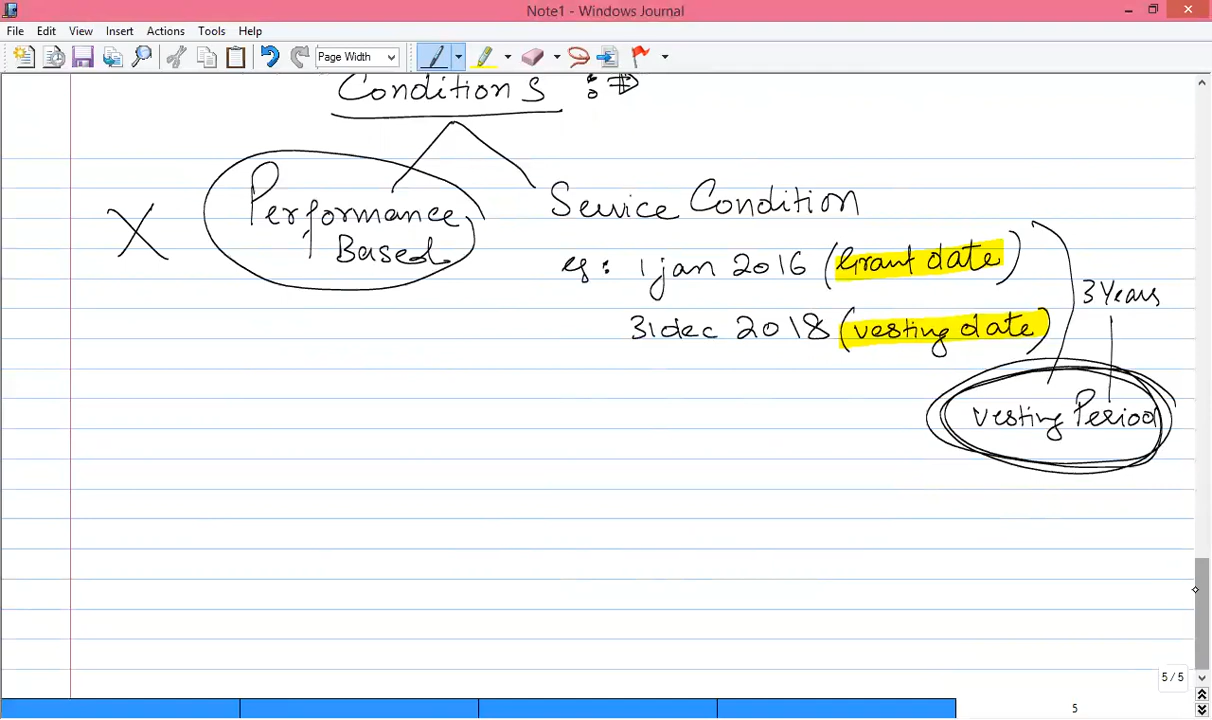 Note1 - Windows Journal
File Edit View Insert Actions Tools Help
Page Width
Conditions :⇒
X Performance Based
Service Condition
eg: 1 jan 2016 (Grant date)
31 dec 2018 (vesting date)
3 Years
Vesting Period
5 / 5
5